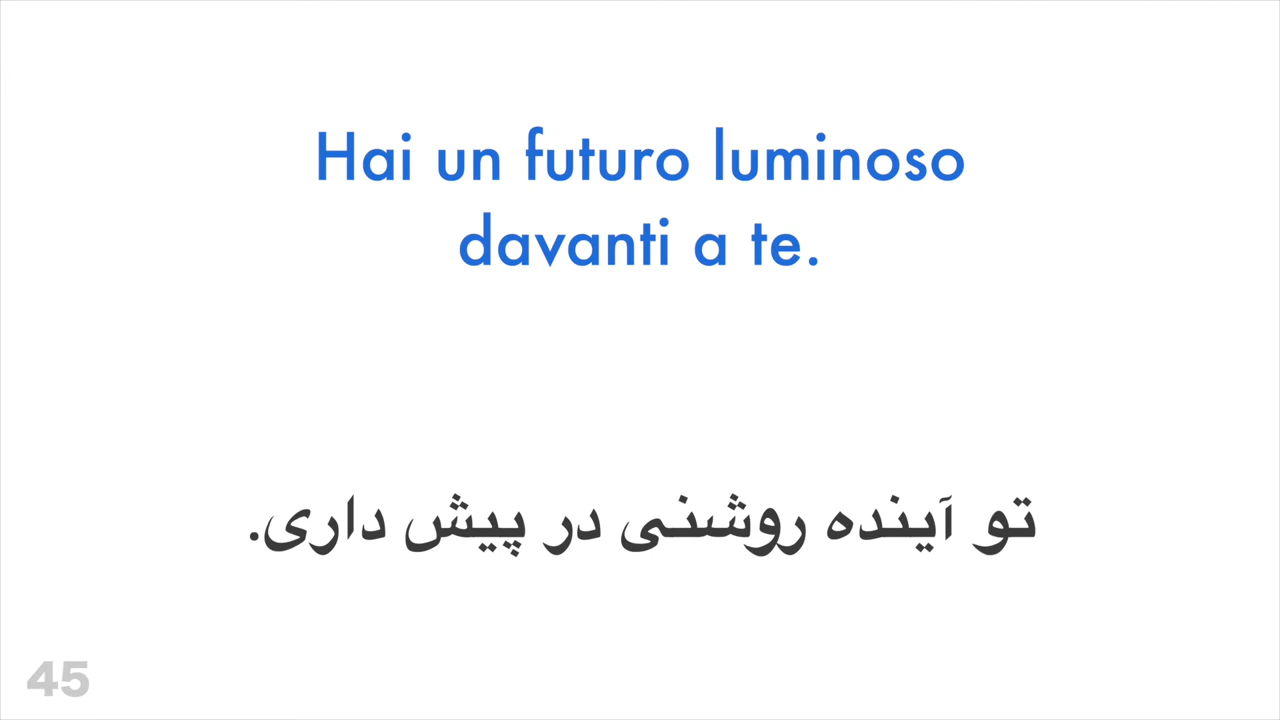 Hai un futuro luminoso
davanti a te.
تو آینده روشنی در پیش داری.
45